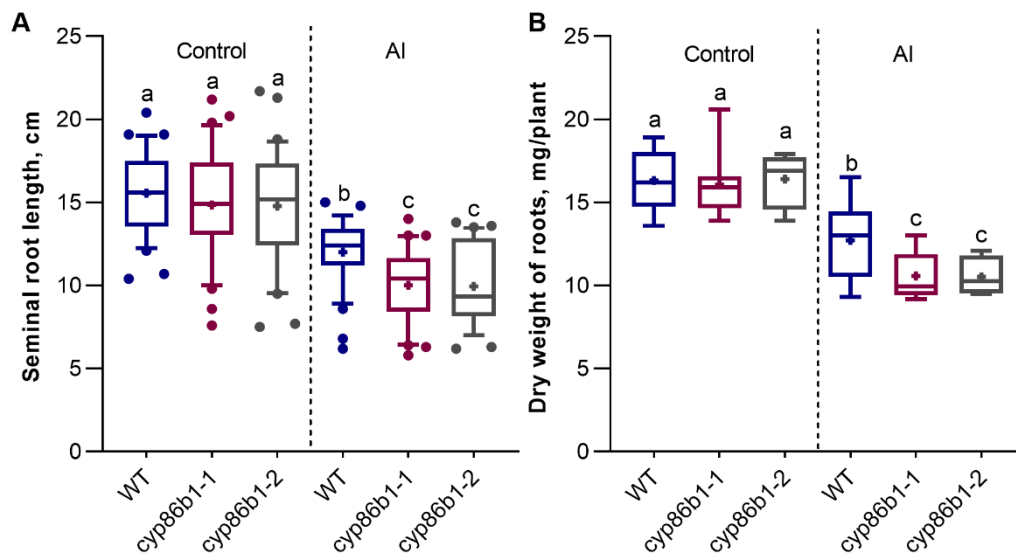 A
Control
Al
a
a
a
b
c
c
Seminal root length, cm
25
20
15
10
5
0
WT
cyp86b1-1
cyp86b1-2
WT
cyp86b1-1
cyp86b1-2
B
Control
Al
a
a
a
b
c
c
Dry weight of roots, mg/plant
25
20
15
10
5
0
WT
cyp86b1-1
cyp86b1-2
WT
cyp86b1-1
cyp86b1-2